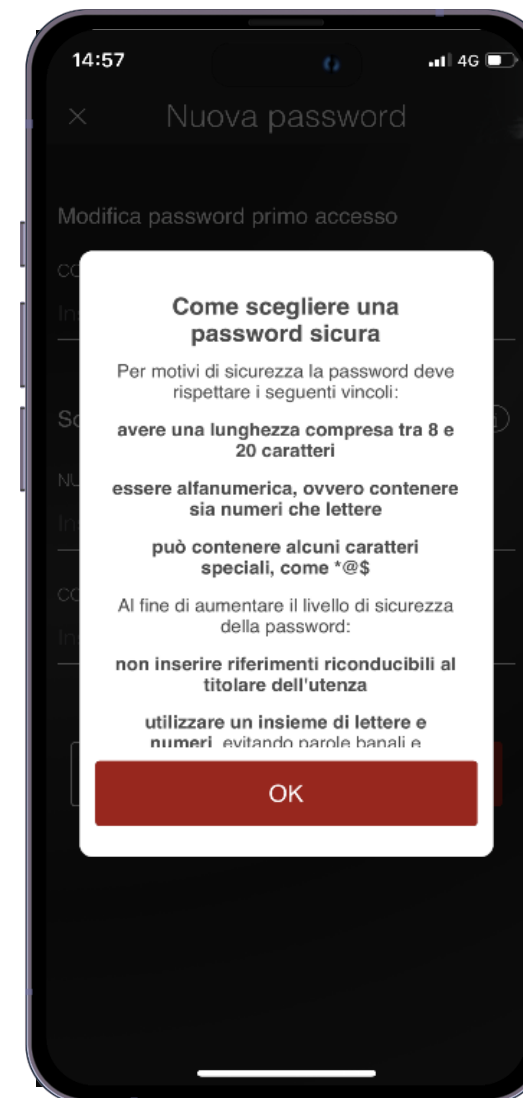 14:57
4G
Nuova password
Modifica password primo accesso
Come scegliere una
password sicura
Per motivi di sicurezza la password deve
rispettare i seguenti vincoli:
avere una lunghezza compresa tra 8 e
20 caratteri
essere alfanumerica, ovvero contenere
sia numeri che lettere
può contenere alcuni caratteri
speciali, come *@$
Al fine di aumentare il livello di sicurezza
della password:
non inserire riferimenti riconducibili al
titolare dell'utenza
utilizzare un insieme di lettere e
numeri, evitando parole banali e
OK